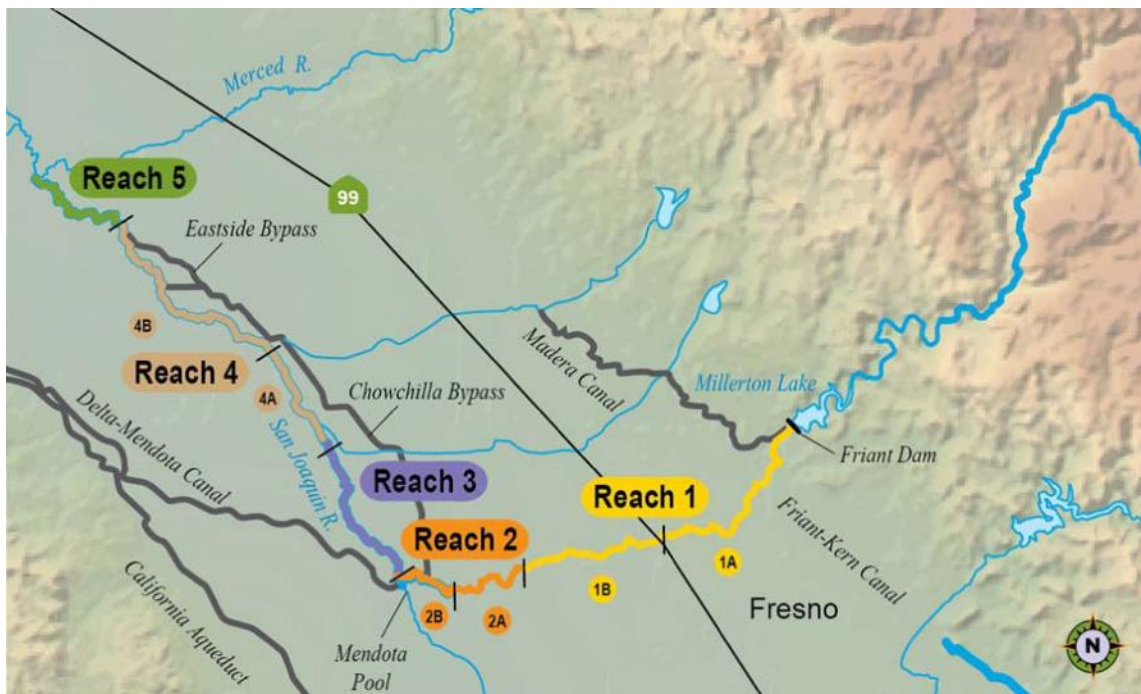 Merced R.
Reach 5
99
Eastside Bypass
4B
Madera Canal
Millerton Lake
Reach 4
Chowchilla Bypass
4A
Delta-Mendota Canal
San Joaquin R.
Friant Dam
Reach 3
Reach 1
Friant-Kern Canal
Reach 2
1A
California Aqueduct
1B
2B
2A
Fresno
Mendota
Pool
N